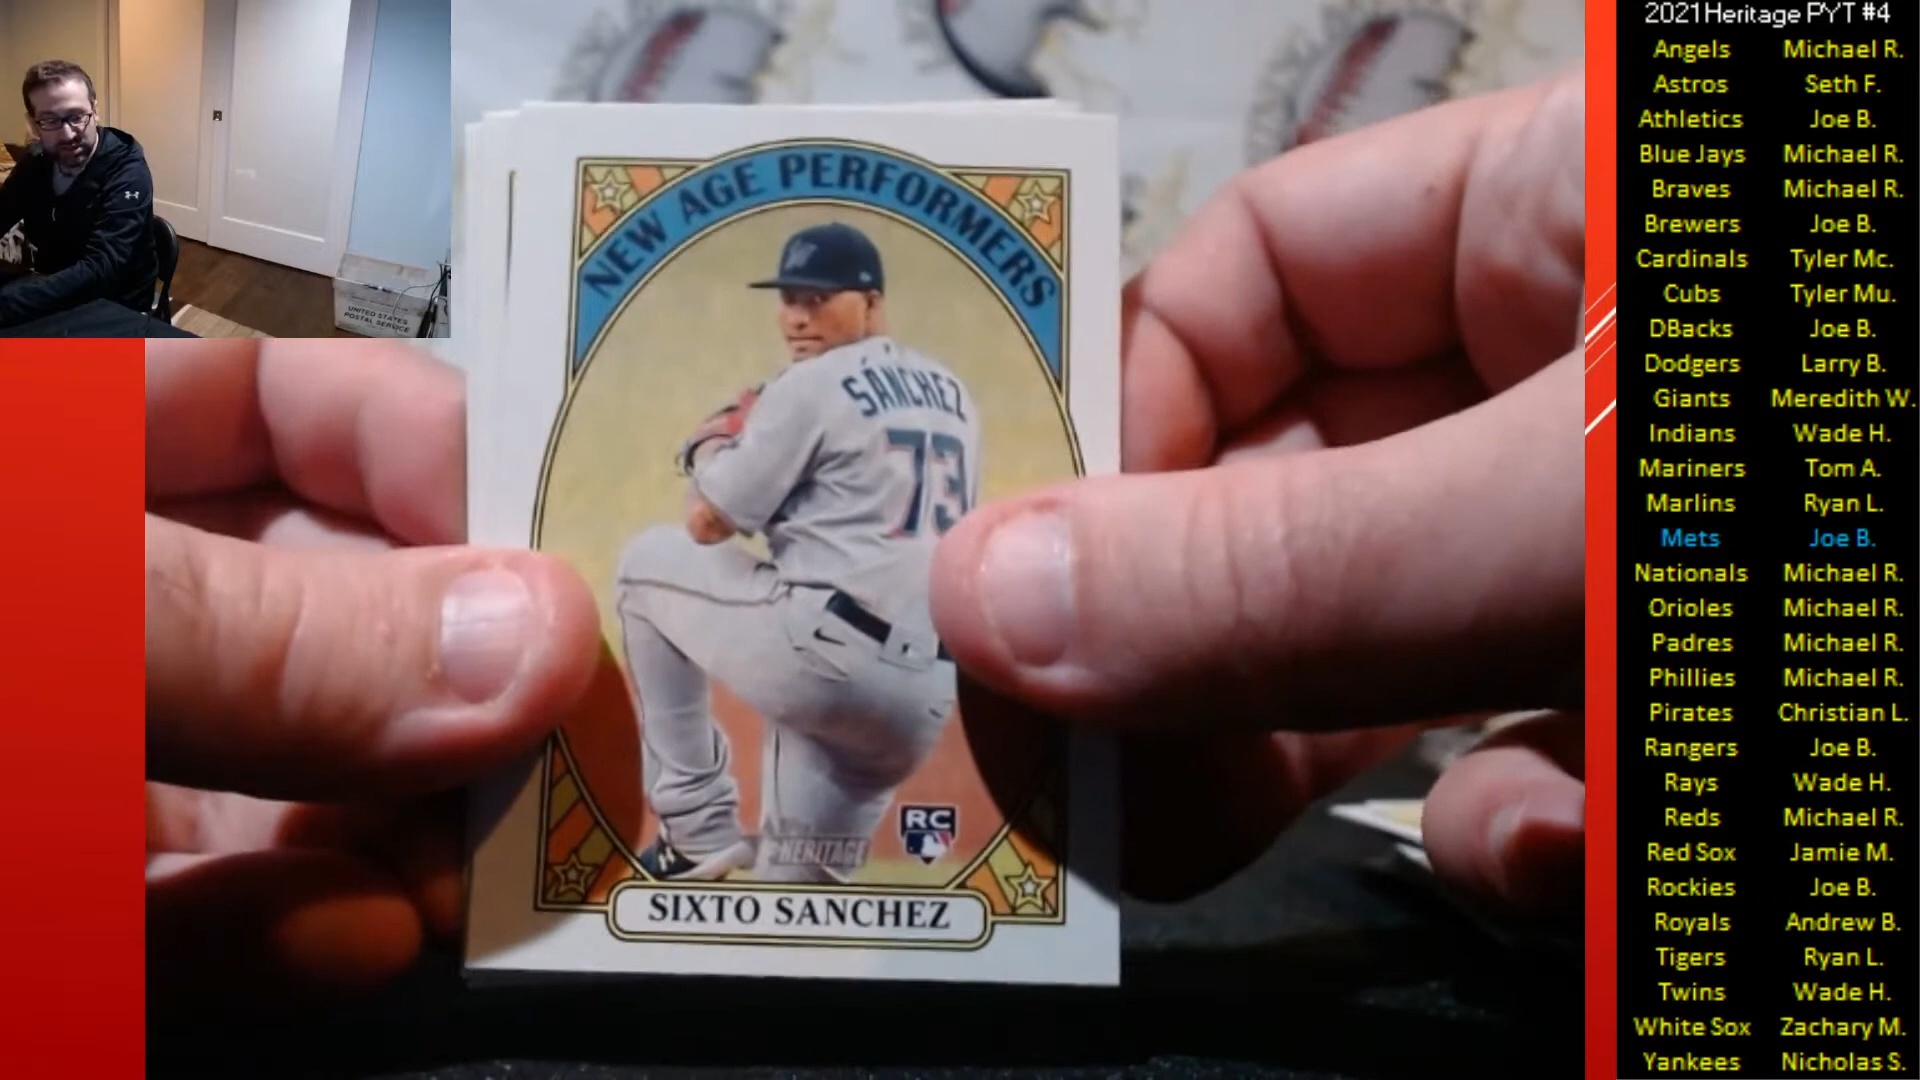 2021 Heritage PYT #4
Angels Michael R.
Astros Seth F.
Athletics Joe B.
Blue Jays Michael R.
Braves Michael R.
Brewers Joe B.
Cardinals Tyler Mc.
Cubs Tyler Mu.
DBacks Joe B.
Dodgers Larry B.
Giants Meredith W.
Indians Wade H.
Mariners Tom A.
Marlins Ryan L.
Mets Joe B.
Nationals Michael R.
Orioles Michael R.
Padres Michael R.
Phillies Michael R.
Pirates Christian L.
Rangers Joe B.
Rays Wade H.
Reds Michael R.
Red Sox Jamie M.
Rockies Joe B.
Royals Andrew B.
Tigers Ryan L.
Twins Wade H.
White Sox Zachary M.
Yankees Nicholas S.
NEW AGE PERFORMERS
SÁNCHEZ
73
RC
HERITAGE
SIXTO SANCHEZ
UNITED STATES
POSTAL SERVICE